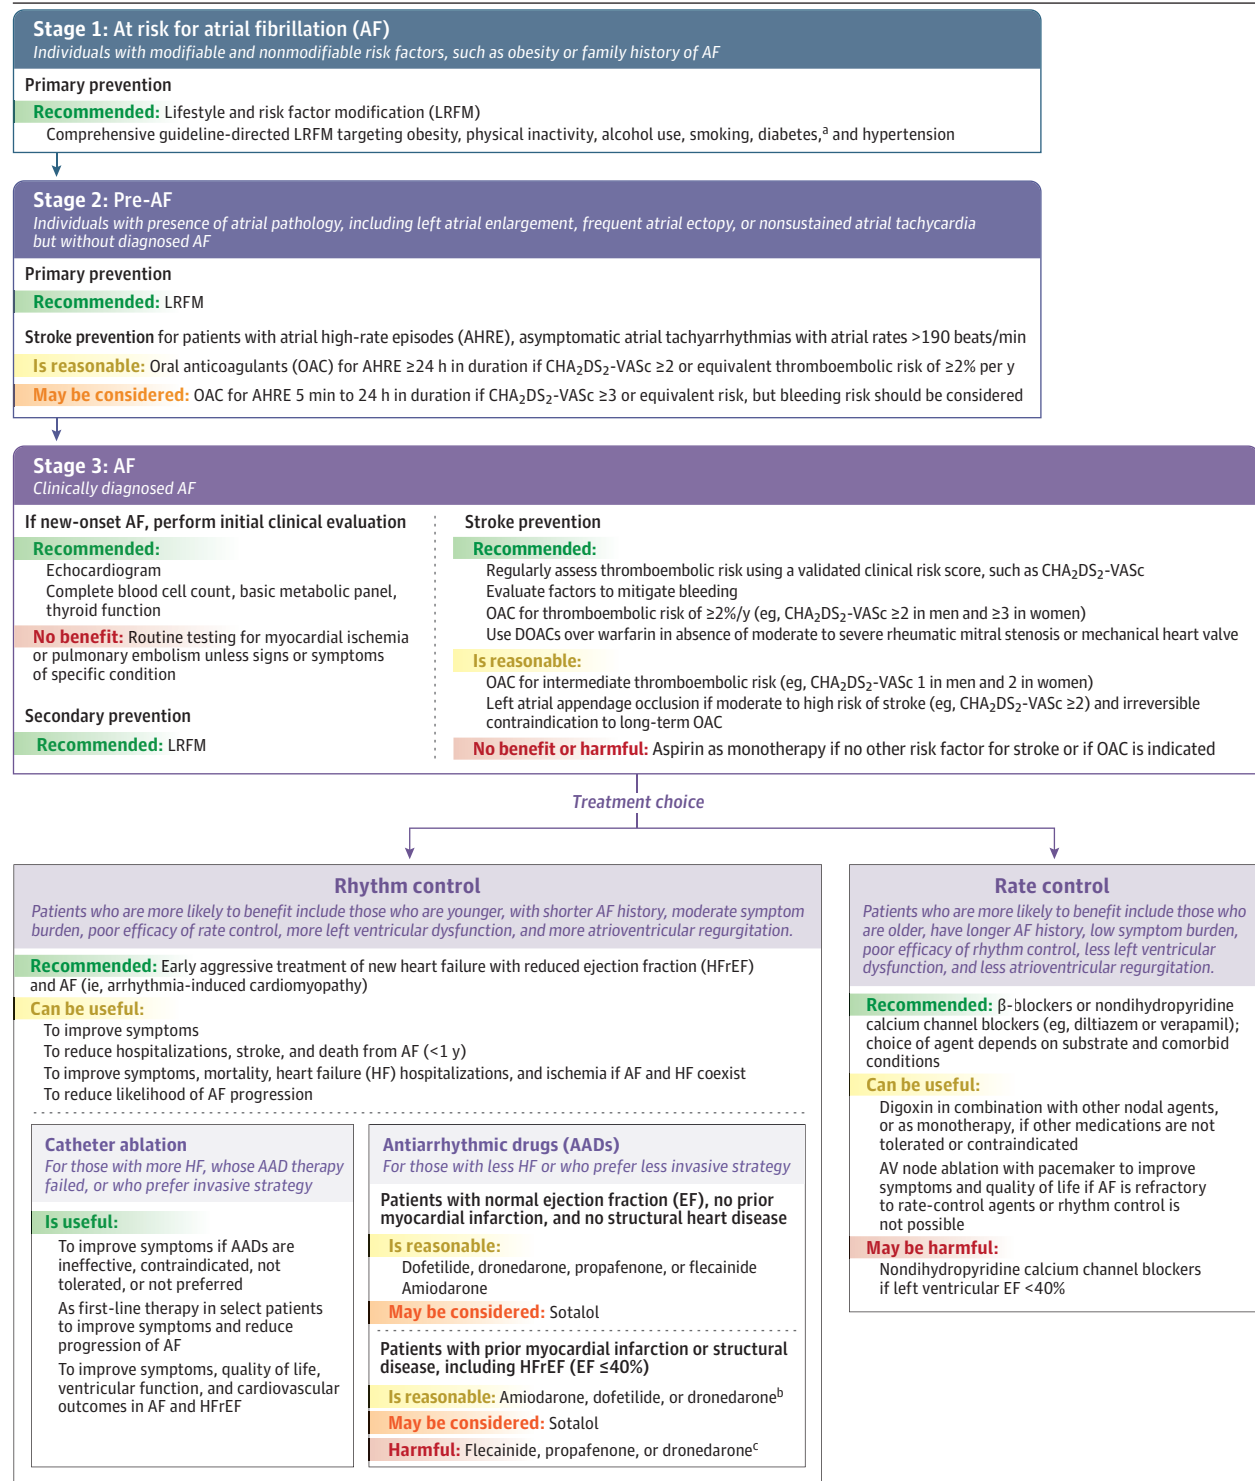 Stage 1: At risk for atrial fibrillation (AF)
Individuals with modifiable and nonmodifiable risk factors, such as obesity or family history of AF
Primary prevention
Recommended: Lifestyle and risk factor modification (LRFM)
Comprehensive guideline-directed LRFM targeting obesity, physical inactivity, alcohol use, smoking, diabetes,ᵃ and hypertension
Stage 2: Pre-AF
Individuals with presence of atrial pathology, including left atrial enlargement, frequent atrial ectopy, or nonsustained atrial tachycardia
but without diagnosed AF
Primary prevention
Recommended: LRFM
Stroke prevention for patients with atrial high-rate episodes (AHRE), asymptomatic atrial tachyarrhythmias with atrial rates >190 beats/min
Is reasonable: Oral anticoagulants (OAC) for AHRE ≥24 h in duration if CHA₂DS₂-VASc ≥2 or equivalent thromboembolic risk of ≥2% per y
May be considered: OAC for AHRE 5 min to 24 h in duration if CHA₂DS₂-VASc ≥3 or equivalent risk, but bleeding risk should be considered
Stage 3: AF
Clinically diagnosed AF
If new-onset AF, perform initial clinical evaluation
Recommended:
Echocardiogram
Complete blood cell count, basic metabolic panel,
thyroid function
No benefit: Routine testing for myocardial ischemia
or pulmonary embolism unless signs or symptoms
of specific condition
Secondary prevention
Recommended: LRFM
Stroke prevention
Recommended:
Regularly assess thromboembolic risk using a validated clinical risk score, such as CHA₂DS₂-VASc
Evaluate factors to mitigate bleeding
OAC for thromboembolic risk of ≥2%/y (eg, CHA₂DS₂-VASc ≥2 in men and ≥3 in women)
Use DOACs over warfarin in absence of moderate to severe rheumatic mitral stenosis or mechanical heart valve
Is reasonable:
OAC for intermediate thromboembolic risk (eg, CHA₂DS₂-VASc 1 in men and 2 in women)
Left atrial appendage occlusion if moderate to high risk of stroke (eg, CHA₂DS₂-VASc ≥2) and irreversible
contraindication to long-term OAC
No benefit or harmful: Aspirin as monotherapy if no other risk factor for stroke or if OAC is indicated
Treatment choice
Rhythm control
Patients who are more likely to benefit include those who are younger, with shorter AF history, moderate symptom
burden, poor efficacy of rate control, more left ventricular dysfunction, and more atrioventricular regurgitation.
Recommended: Early aggressive treatment of new heart failure with reduced ejection fraction (HFrEF)
and AF (ie, arrhythmia-induced cardiomyopathy)
Can be useful:
To improve symptoms
To reduce hospitalizations, stroke, and death from AF (<1 y)
To improve symptoms, mortality, heart failure (HF) hospitalizations, and ischemia if AF and HF coexist
To reduce likelihood of AF progression
Catheter ablation
For those with more HF, whose AAD therapy
failed, or who prefer invasive strategy
Is useful:
To improve symptoms if AADs are
ineffective, contraindicated, not
tolerated, or not preferred
As first-line therapy in select patients
to improve symptoms and reduce
progression of AF
To improve symptoms, quality of life,
ventricular function, and cardiovascular
outcomes in AF and HFrEF
Antiarrhythmic drugs (AADs)
For those with less HF or who prefer less invasive strategy
Patients with normal ejection fraction (EF), no prior
myocardial infarction, and no structural heart disease
Is reasonable:
Dofetilide, dronedarone, propafenone, or flecainide
Amiodarone
May be considered: Sotalol
Patients with prior myocardial infarction or structural
disease, including HFrEF (EF ≤40%)
Is reasonable: Amiodarone, dofetilide, or dronedaroneᵇ
May be considered: Sotalol
Harmful: Flecainide, propafenone, or dronedaroneᶜ
Rate control
Patients who are more likely to benefit include those who
are older, have longer AF history, low symptom burden,
poor efficacy of rhythm control, less left ventricular
dysfunction, and less atrioventricular regurgitation.
Recommended: β-blockers or nondihydropyridine
calcium channel blockers (eg, diltiazem or verapamil);
choice of agent depends on substrate and comorbid
conditions
Can be useful:
Digoxin in combination with other nodal agents,
or as monotherapy, if other medications are not
tolerated or contraindicated
AV node ablation with pacemaker to improve
symptoms and quality of life if AF is refractory
to rate-control agents or rhythm control is
not possible
May be harmful:
Nondihydropyridine calcium channel blockers
if left ventricular EF <40%